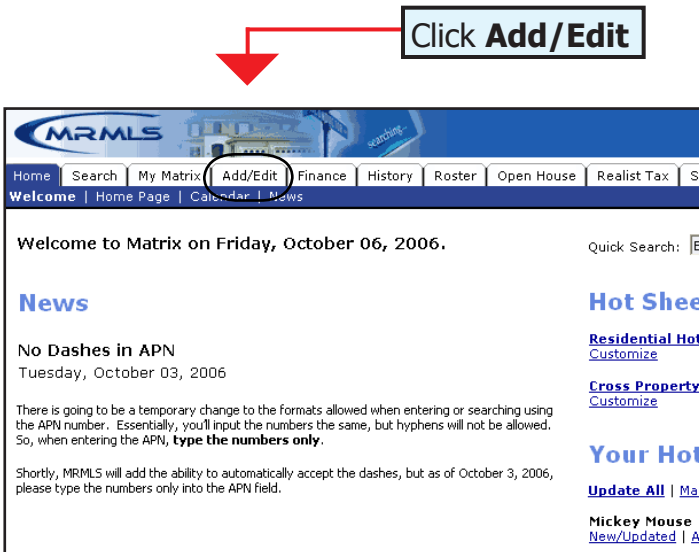 Click Add/Edit
MRMLS
searching...
Home Search My Matrix Add/Edit Finance History Roster Open House Realist Tax S
Welcome | Home Page | Calendar | News
Welcome to Matrix on Friday, October 06, 2006.
Quick Search:
News
No Dashes in APN
Tuesday, October 03, 2006
There is going to be a temporary change to the formats allowed when entering or searching using
the APN number. Essentially, you'll input the numbers the same, but hyphens will not be allowed.
So, when entering the APN, type the numbers only.
Shortly, MRMLS will add the ability to automatically accept the dashes, but as of October 3, 2006,
please type the numbers only into the APN field.
Hot Shee
Residential Hot
Customize
Cross Property
Customize
Your Hot
Update All | Ma
Mickey Mouse
New/Updated | A